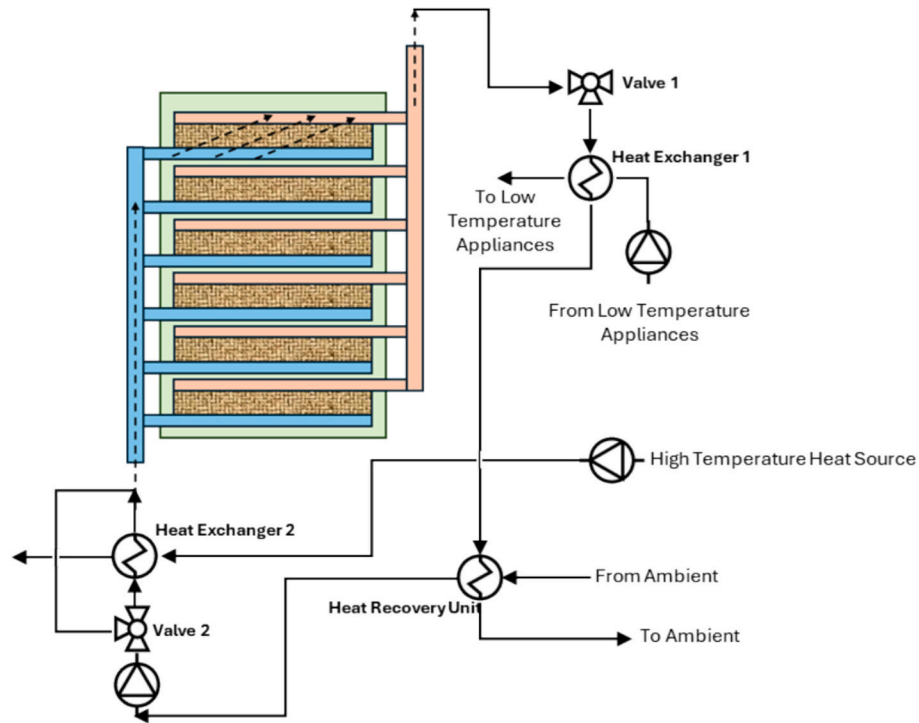 Valve 1
Heat Exchanger 1
To Low
Temperature
Appliances
From Low Temperature
Appliances
High Temperature Heat Source
Heat Exchanger 2
From Ambient
Heat Recovery Unit
Valve 2
To Ambient